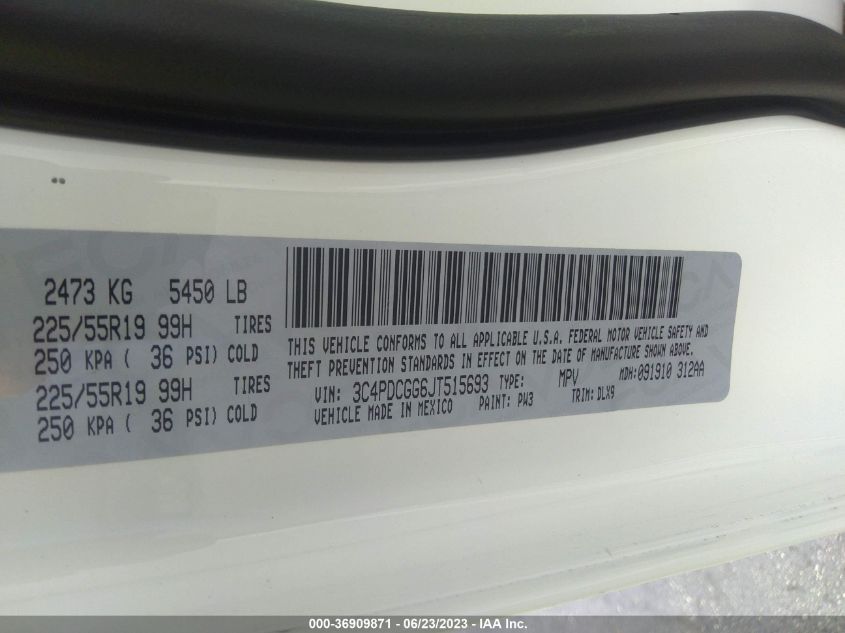 2473 KG 5450 LB
225/55R19 99H TIRES
250 KPA ( 36 PSI) COLD
225/55R19 99H TIRES
250 KPA ( 36 PSI) COLD
THIS VEHICLE CONFORMS TO ALL APPLICABLE U.S.A. FEDERAL MOTOR VEHICLE SAFETY AND
THEFT PREVENTION STANDARDS IN EFFECT ON THE DATE OF MANUFACTURE SHOWN ABOVE.
VIN: 3C4PDCGG6JT515693 TYPE: MPV MDH:091910 312AA
VEHICLE MADE IN MEXICO PAINT: PW3 TRIM: DLX9
000-36909871 - 06/23/2023 - IAA Inc.